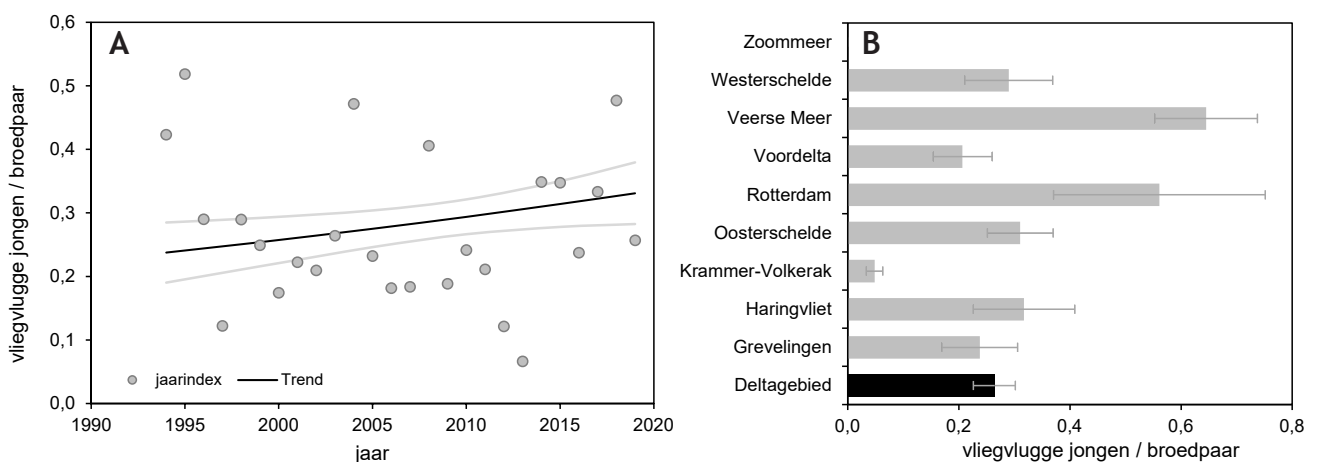 A
vliegvlugge jongen / broedpaar
0,6
0,5
0,4
0,3
0,2
0,1
0,0
jaarindex
Trend
1990
1995
2000
2005
2010
2015
2020
jaar
B
Zoommeer
Westerschelde
Veerse Meer
Voordelta
Rotterdam
Oosterschelde
Krammer-Volkerak
Haringvliet
Grevelingen
Deltagebied
0,0
0,2
0,4
0,6
0,8
vliegvlugge jongen / broedpaar